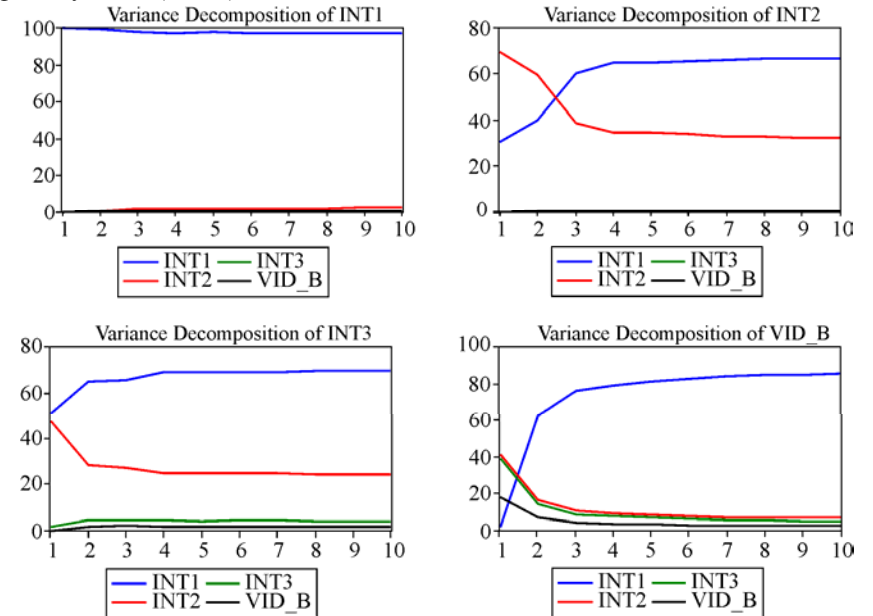 Variance Decomposition of INT1
100
80
60
40
20
0
1 2 3 4 5 6 7 8 9 10
INT1 INT3
INT2 VID_B
Variance Decomposition of INT2
80
60
40
20
0
1 2 3 4 5 6 7 8 9 10
INT1 INT3
INT2 VID_B
Variance Decomposition of INT3
80
60
40
20
0
1 2 3 4 5 6 7 8 9 10
INT1 INT3
INT2 VID_B
Variance Decomposition of VID_B
100
80
60
40
20
0
1 2 3 4 5 6 7 8 9 10
INT1 INT3
INT2 VID_B